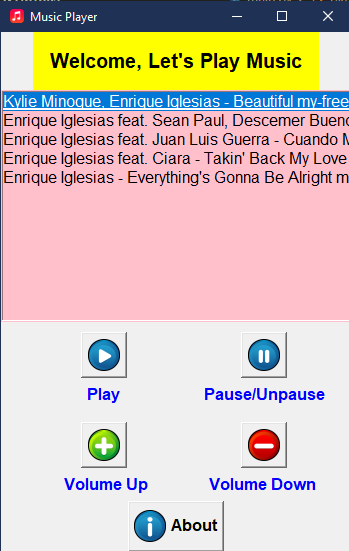 Music Player
Welcome, Let's Play Music
Kylie Minogue, Enrique Iglesias - Beautiful my-free
Enrique Iglesias feat. Sean Paul, Descemer Bueno
Enrique Iglesias feat. Juan Luis Guerra - Cuando M
Enrique Iglesias feat. Ciara - Takin' Back My Love
Enrique Iglesias - Everything's Gonna Be Alright m
Play
Pause/Unpause
Volume Up
Volume Down
About